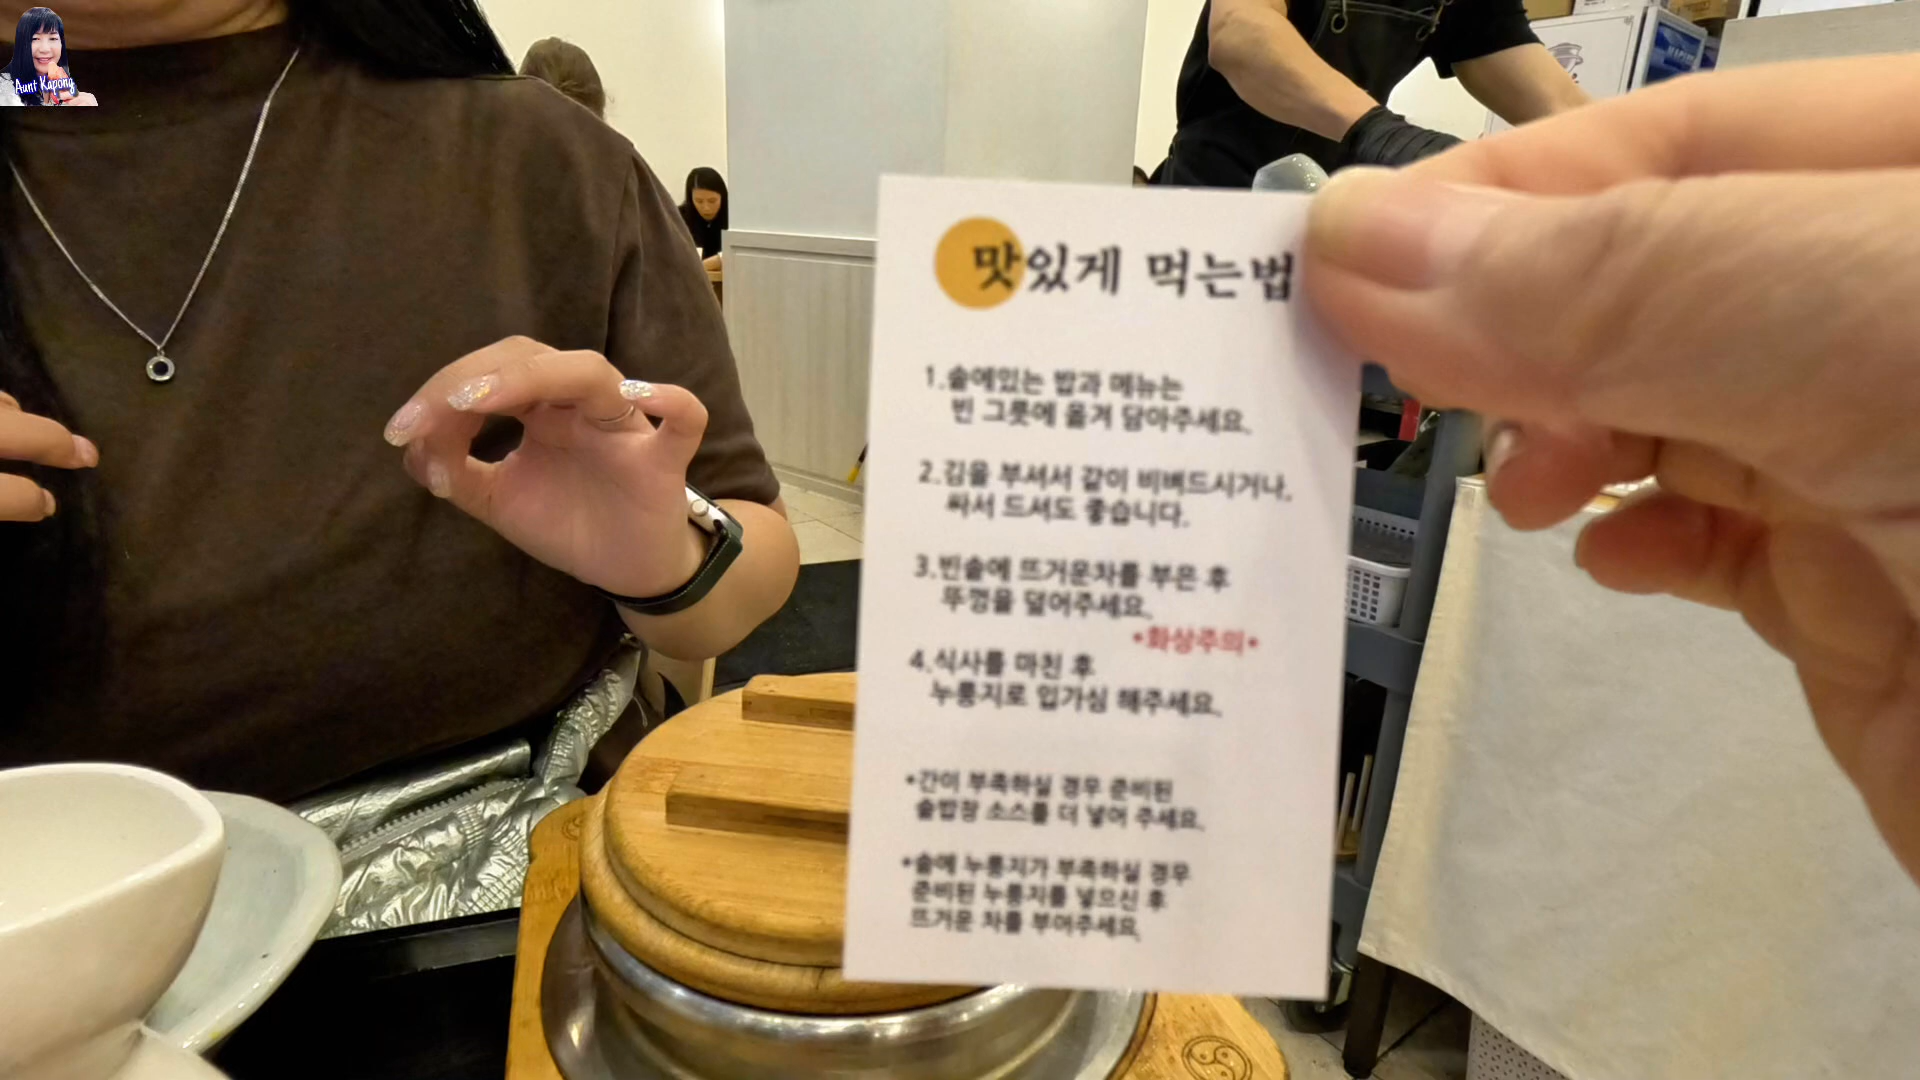 Aunt Kapong
맛있게 먹는법
1.솥에있는 밥과 메뉴는
빈 그릇에 옮겨 담아주세요.
2.김을 부셔서 같이 비벼드시거나,
싸서 드셔도 좋습니다.
3.빈솥에 뜨거운차를 부은 후
뚜껑을 덮어주세요.
*화상주의*
4.식사를 마친 후
누룽지로 입가심 해주세요.
*간이 부족하실 경우 준비된
솥밥장 소스를 더 넣어 주세요.
*솥에 누룽지가 부족하실 경우
준비된 누룽지를 넣으신 후
뜨거운 차를 부어주세요.